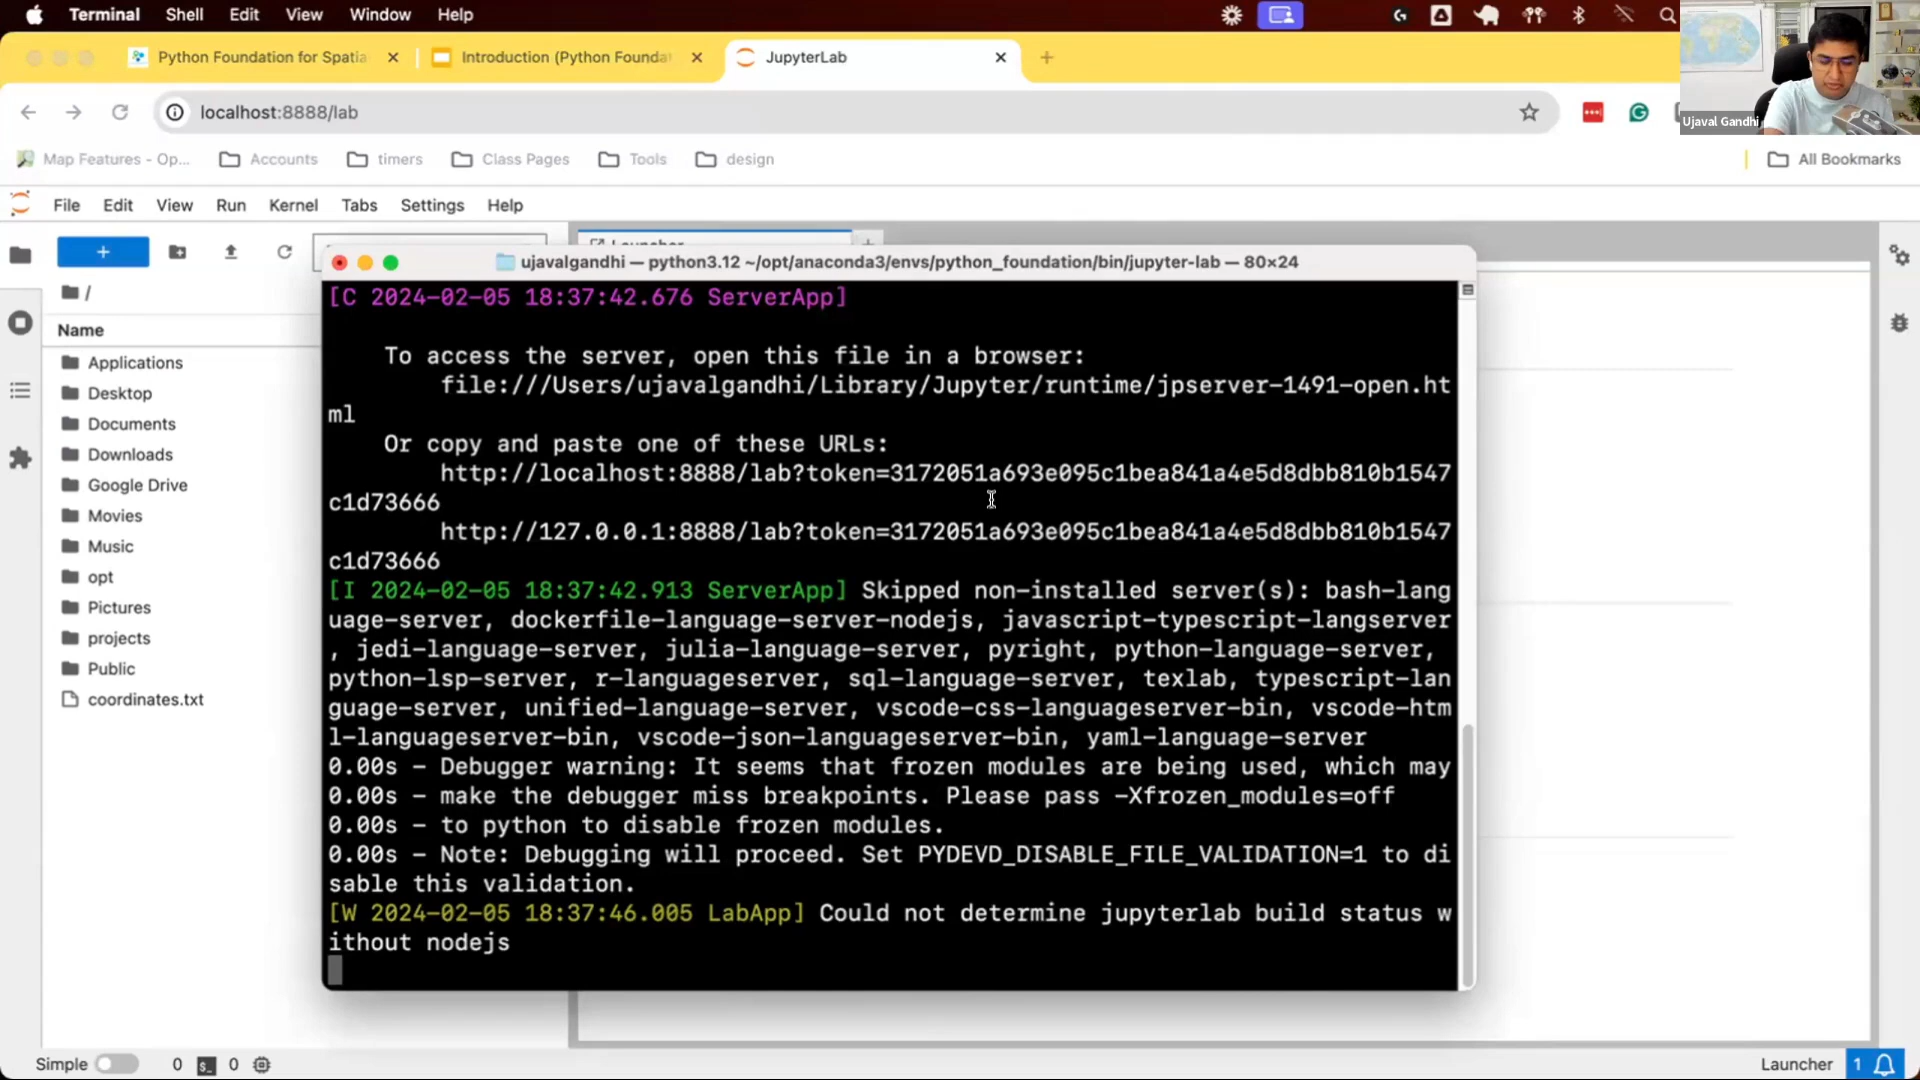 Terminal Shell Edit View Window Help
Python Foundation for Spatia
Introduction (Python Founda
JupyterLab
localhost:8888/lab
Ujaval Gandhi
Map Features - Op... Accounts timers Class Pages Tools design All Bookmarks
File Edit View Run Kernel Tabs Settings Help
/
Name
Applications
Desktop
Documents
Downloads
Google Drive
Movies
Music
opt
Pictures
projects
Public
coordinates.txt
Launcher
ujavalgandhi — python3.12 ~/opt/anaconda3/envs/python_foundation/bin/jupyter-lab — 80×24
[C 2024-02-05 18:37:42.676 ServerApp]
To access the server, open this file in a browser:
file:///Users/ujavalgandhi/Library/Jupyter/runtime/jpserver-1491-open.ht
ml
Or copy and paste one of these URLs:
http://localhost:8888/lab?token=3172051a693e095c1bea841a4e5d8dbb810b1547
c1d73666
http://127.0.0.1:8888/lab?token=3172051a693e095c1bea841a4e5d8dbb810b1547
c1d73666
[I 2024-02-05 18:37:42.913 ServerApp] Skipped non-installed server(s): bash-lang
uage-server, dockerfile-language-server-nodejs, javascript-typescript-langserver
, jedi-language-server, julia-language-server, pyright, python-language-server,
python-lsp-server, r-languageserver, sql-language-server, texlab, typescript-lan
guage-server, unified-language-server, vscode-css-languageserver-bin, vscode-htm
l-languageserver-bin, vscode-json-languageserver-bin, yaml-language-server
0.00s - Debugger warning: It seems that frozen modules are being used, which may
0.00s - make the debugger miss breakpoints. Please pass -Xfrozen_modules=off
0.00s - to python to disable frozen modules.
0.00s - Note: Debugging will proceed. Set PYDEVD_DISABLE_FILE_VALIDATION=1 to di
sable this validation.
[W 2024-02-05 18:37:46.005 LabApp] Could not determine jupyterlab build status w
ithout nodejs
Simple 0 0 Launcher 1